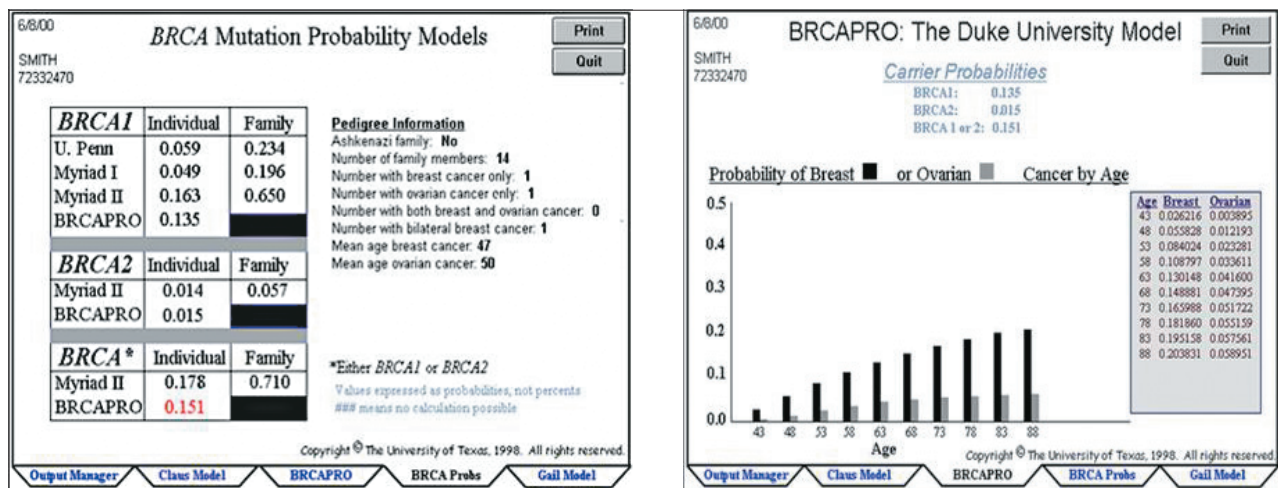 6/8/00
BRCA Mutation Probability Models
Print
SMITH
72332470
Quit
BRCA1 Individual Family
U. Penn 0.059 0.234
Myriad I 0.049 0.196
Myriad II 0.163 0.650
BRCAPRO 0.135
BRCA2 Individual Family
Myriad II 0.014 0.057
BRCAPRO 0.015
BRCA* Individual Family
Myriad II 0.178 0.710
BRCAPRO 0.151
Pedigree Information
Ashkenazi family: No
Number of family members: 14
Number with breast cancer only: 1
Number with ovarian cancer only: 1
Number with both breast and ovarian cancer: 0
Number with bilateral breast cancer: 1
Mean age breast cancer: 47
Mean age ovarian cancer: 50
*Either BRCA1 or BRCA2
Values expressed as probabilities, not percents
### means no calculation possible
Copyright © The University of Texas, 1998. All rights reserved.
Output Manager Claus Model BRCAPRO BRCA Probs Gail Model
6/8/00
BRCAPRO: The Duke University Model
Print
SMITH
72332470
Quit
Carrier Probabilities
BRCA1: 0.135
BRCA2: 0.015
BRCA 1 or 2: 0.151
Probability of Breast or Ovarian Cancer by Age
0.5
0.4
0.3
0.2
0.1
0.0
43 48 53 58 63 68 73 78 83 88
Age
Age Breast Ovarian
43 0.026216 0.003895
48 0.055828 0.012193
53 0.084024 0.023281
58 0.108797 0.033611
63 0.130148 0.041600
68 0.148881 0.047395
73 0.165988 0.051722
78 0.181860 0.055159
83 0.195158 0.057561
88 0.203831 0.058951
Copyright © The University of Texas, 1998. All rights reserved.
Output Manager Claus Model BRCAPRO BRCA Probs Gail Model